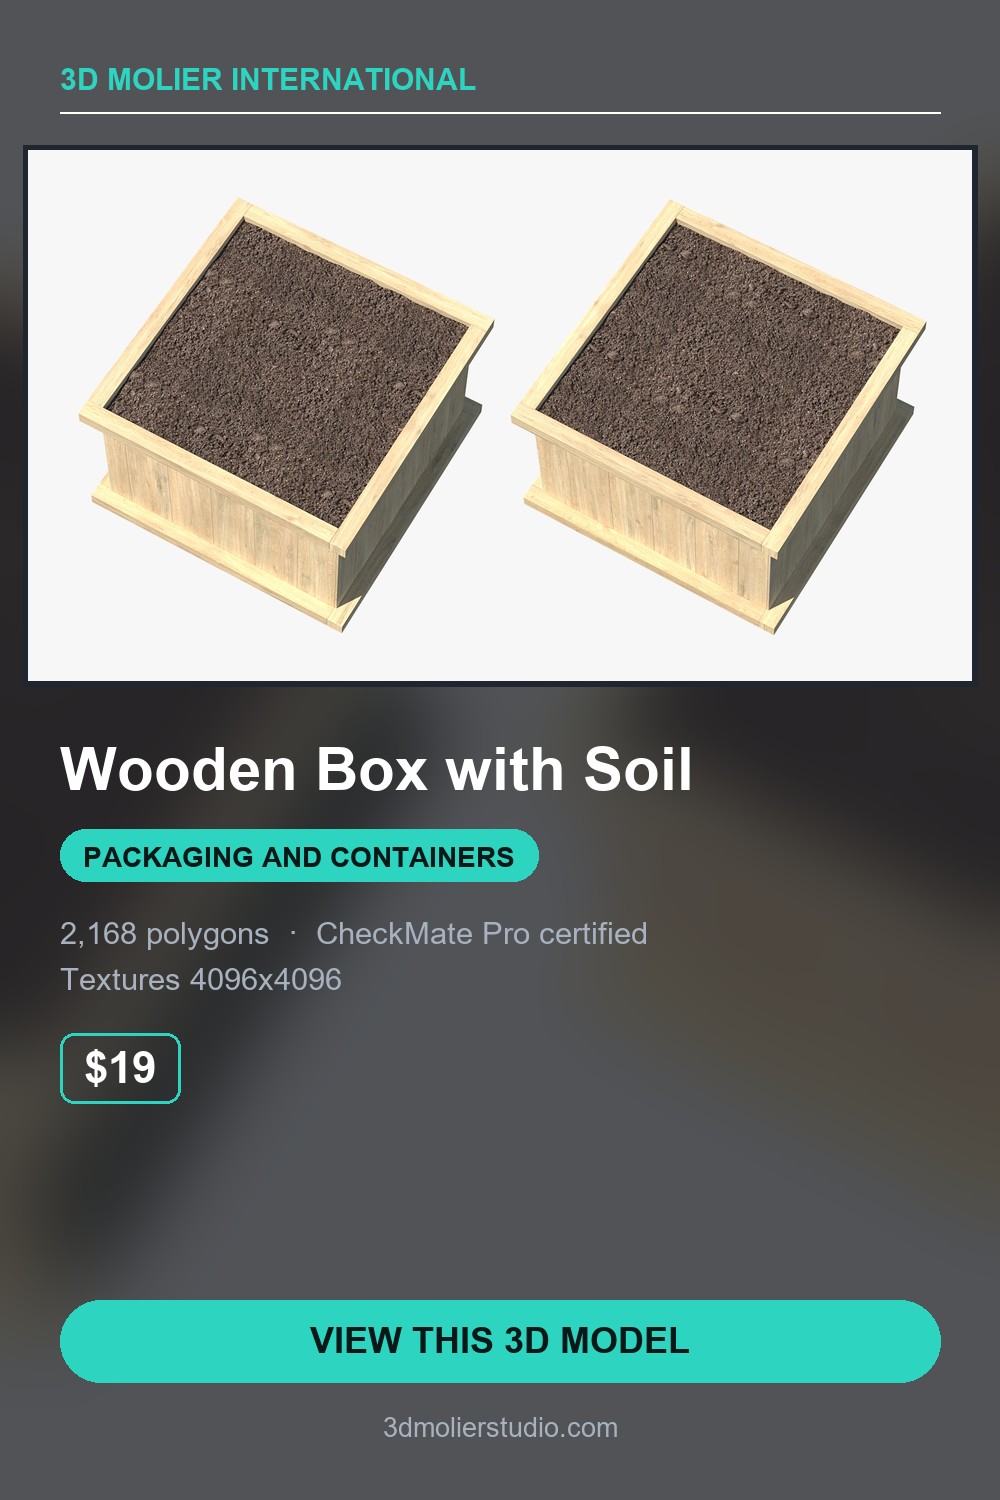 3D MOLIER INTERNATIONAL
Wooden Box with Soil
PACKAGING AND CONTAINERS
2,168 polygons · CheckMate Pro certified
Textures 4096x4096
$19
VIEW THIS 3D MODEL
3dmolierstudio.com